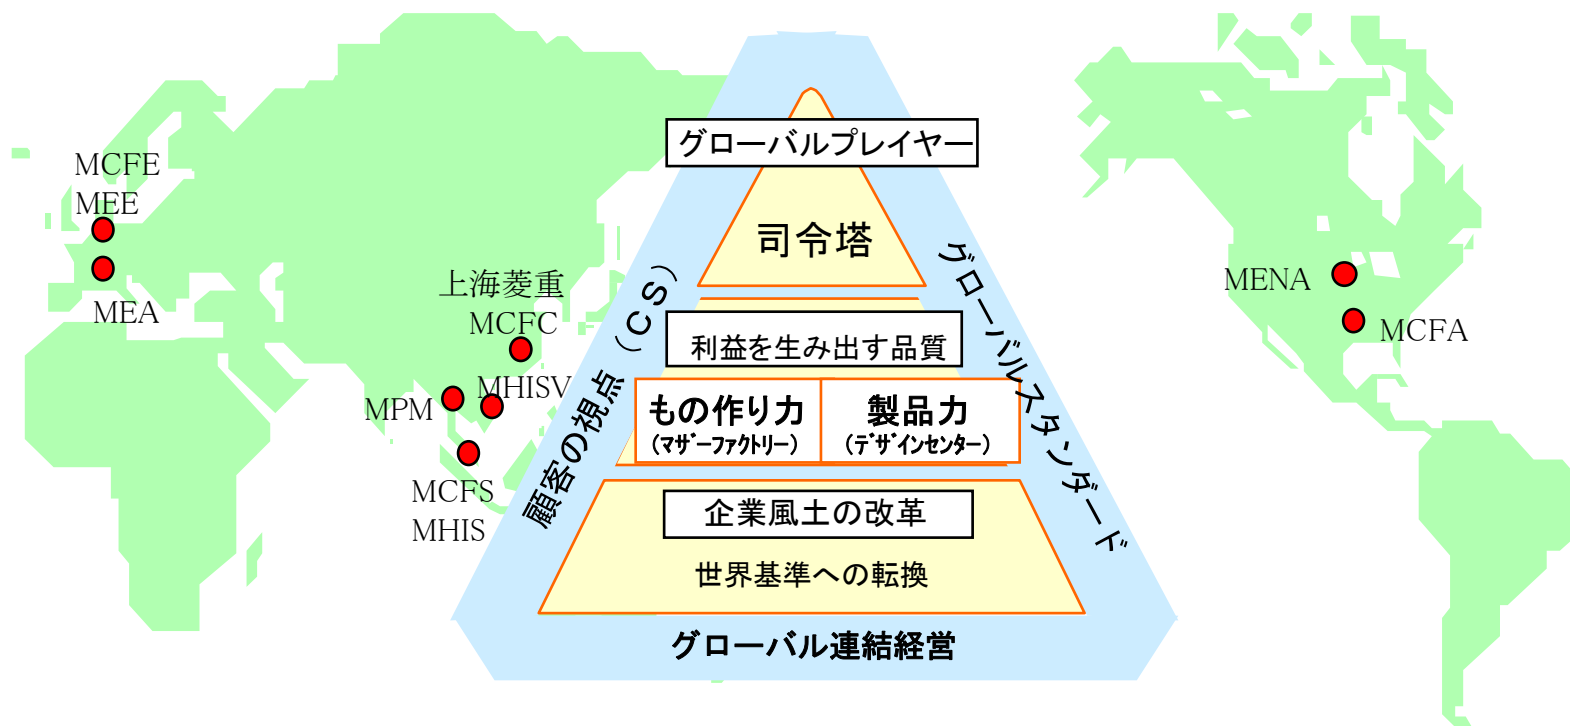 MCFE
MEE
MEA
上海菱重
MCFC
MHISV
MPM
MCFS
MHIS
グローバルプレイヤー
司令塔
利益を生み出す品質
もの作り力
(マザーファクトリー)
製品力
(デザインセンター)
企業風土の改革
世界基準への転換
グローバル連結経営
顧客の視点(CS)
グローバルスタンダード
MENA
MCFA